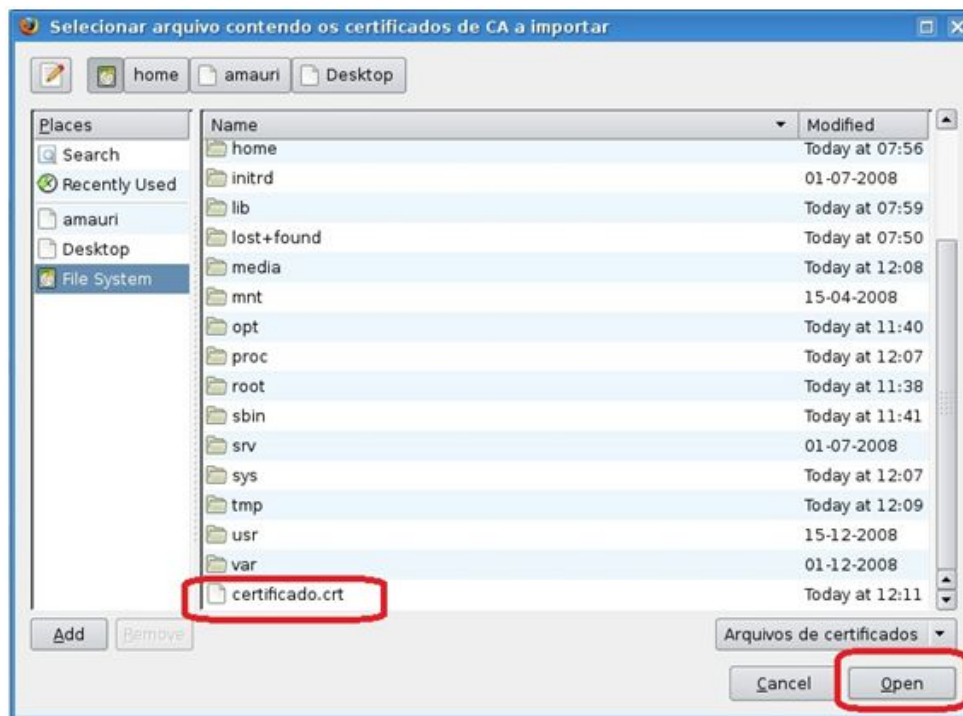 Selecionar arquivo contendo os certificados de CA a importar
home amauri Desktop
Places Name Modified
Search
Recently Used
amauri
Desktop
File System
home Today at 07:56
initrd 01-07-2008
lib Today at 07:59
lost+found Today at 07:50
media Today at 12:08
mnt 15-04-2008
opt Today at 11:40
proc Today at 12:07
root Today at 11:38
sbin Today at 11:41
srv 01-07-2008
sys Today at 12:07
tmp Today at 12:09
usr 15-12-2008
var 01-12-2008
certificado.crt Today at 12:11
Add Remove Arquivos de certificados
Cancel Open